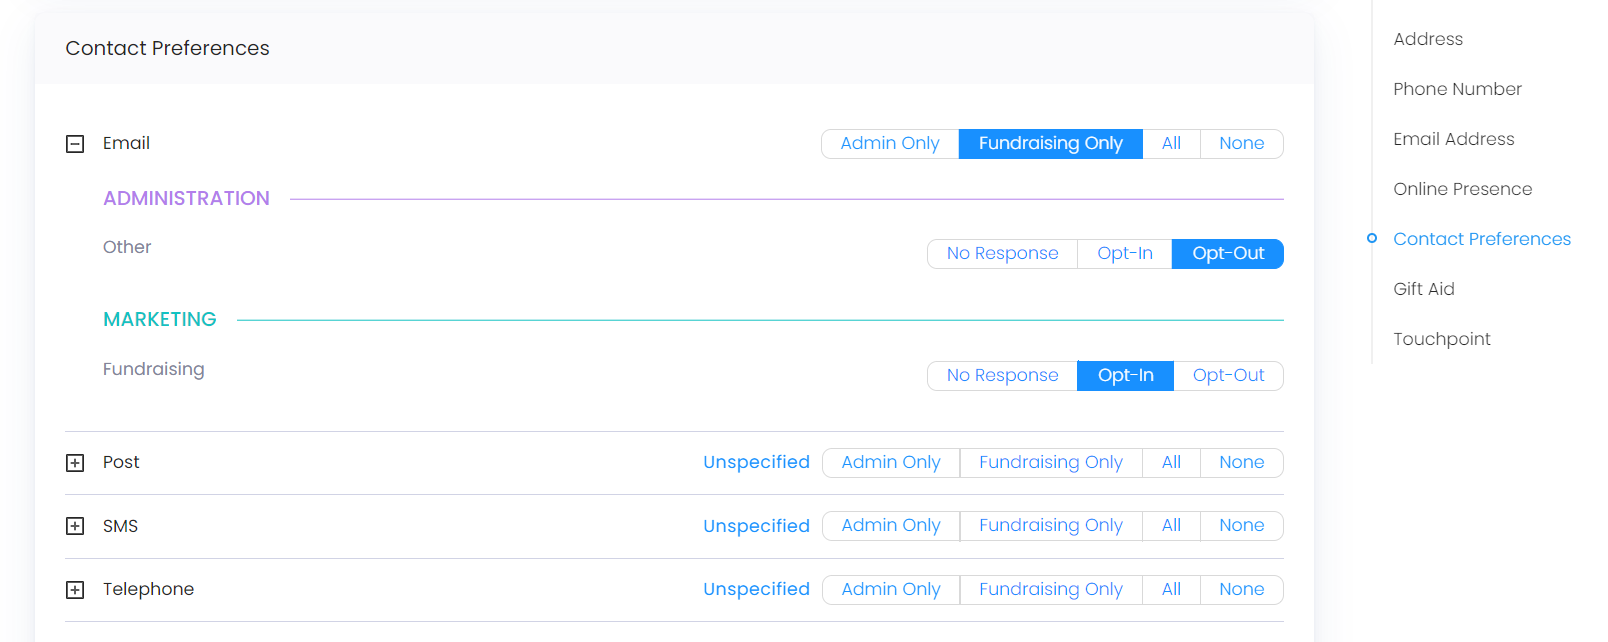 Contact Preferences
Email Admin Only Fundraising Only All None
ADMINISTRATION
Other No Response Opt-In Opt-Out
MARKETING
Fundraising No Response Opt-In Opt-Out
Post Unspecified Admin Only Fundraising Only All None
SMS Unspecified Admin Only Fundraising Only All None
Telephone Unspecified Admin Only Fundraising Only All None
Address
Phone Number
Email Address
Online Presence
Contact Preferences
Gift Aid
Touchpoint